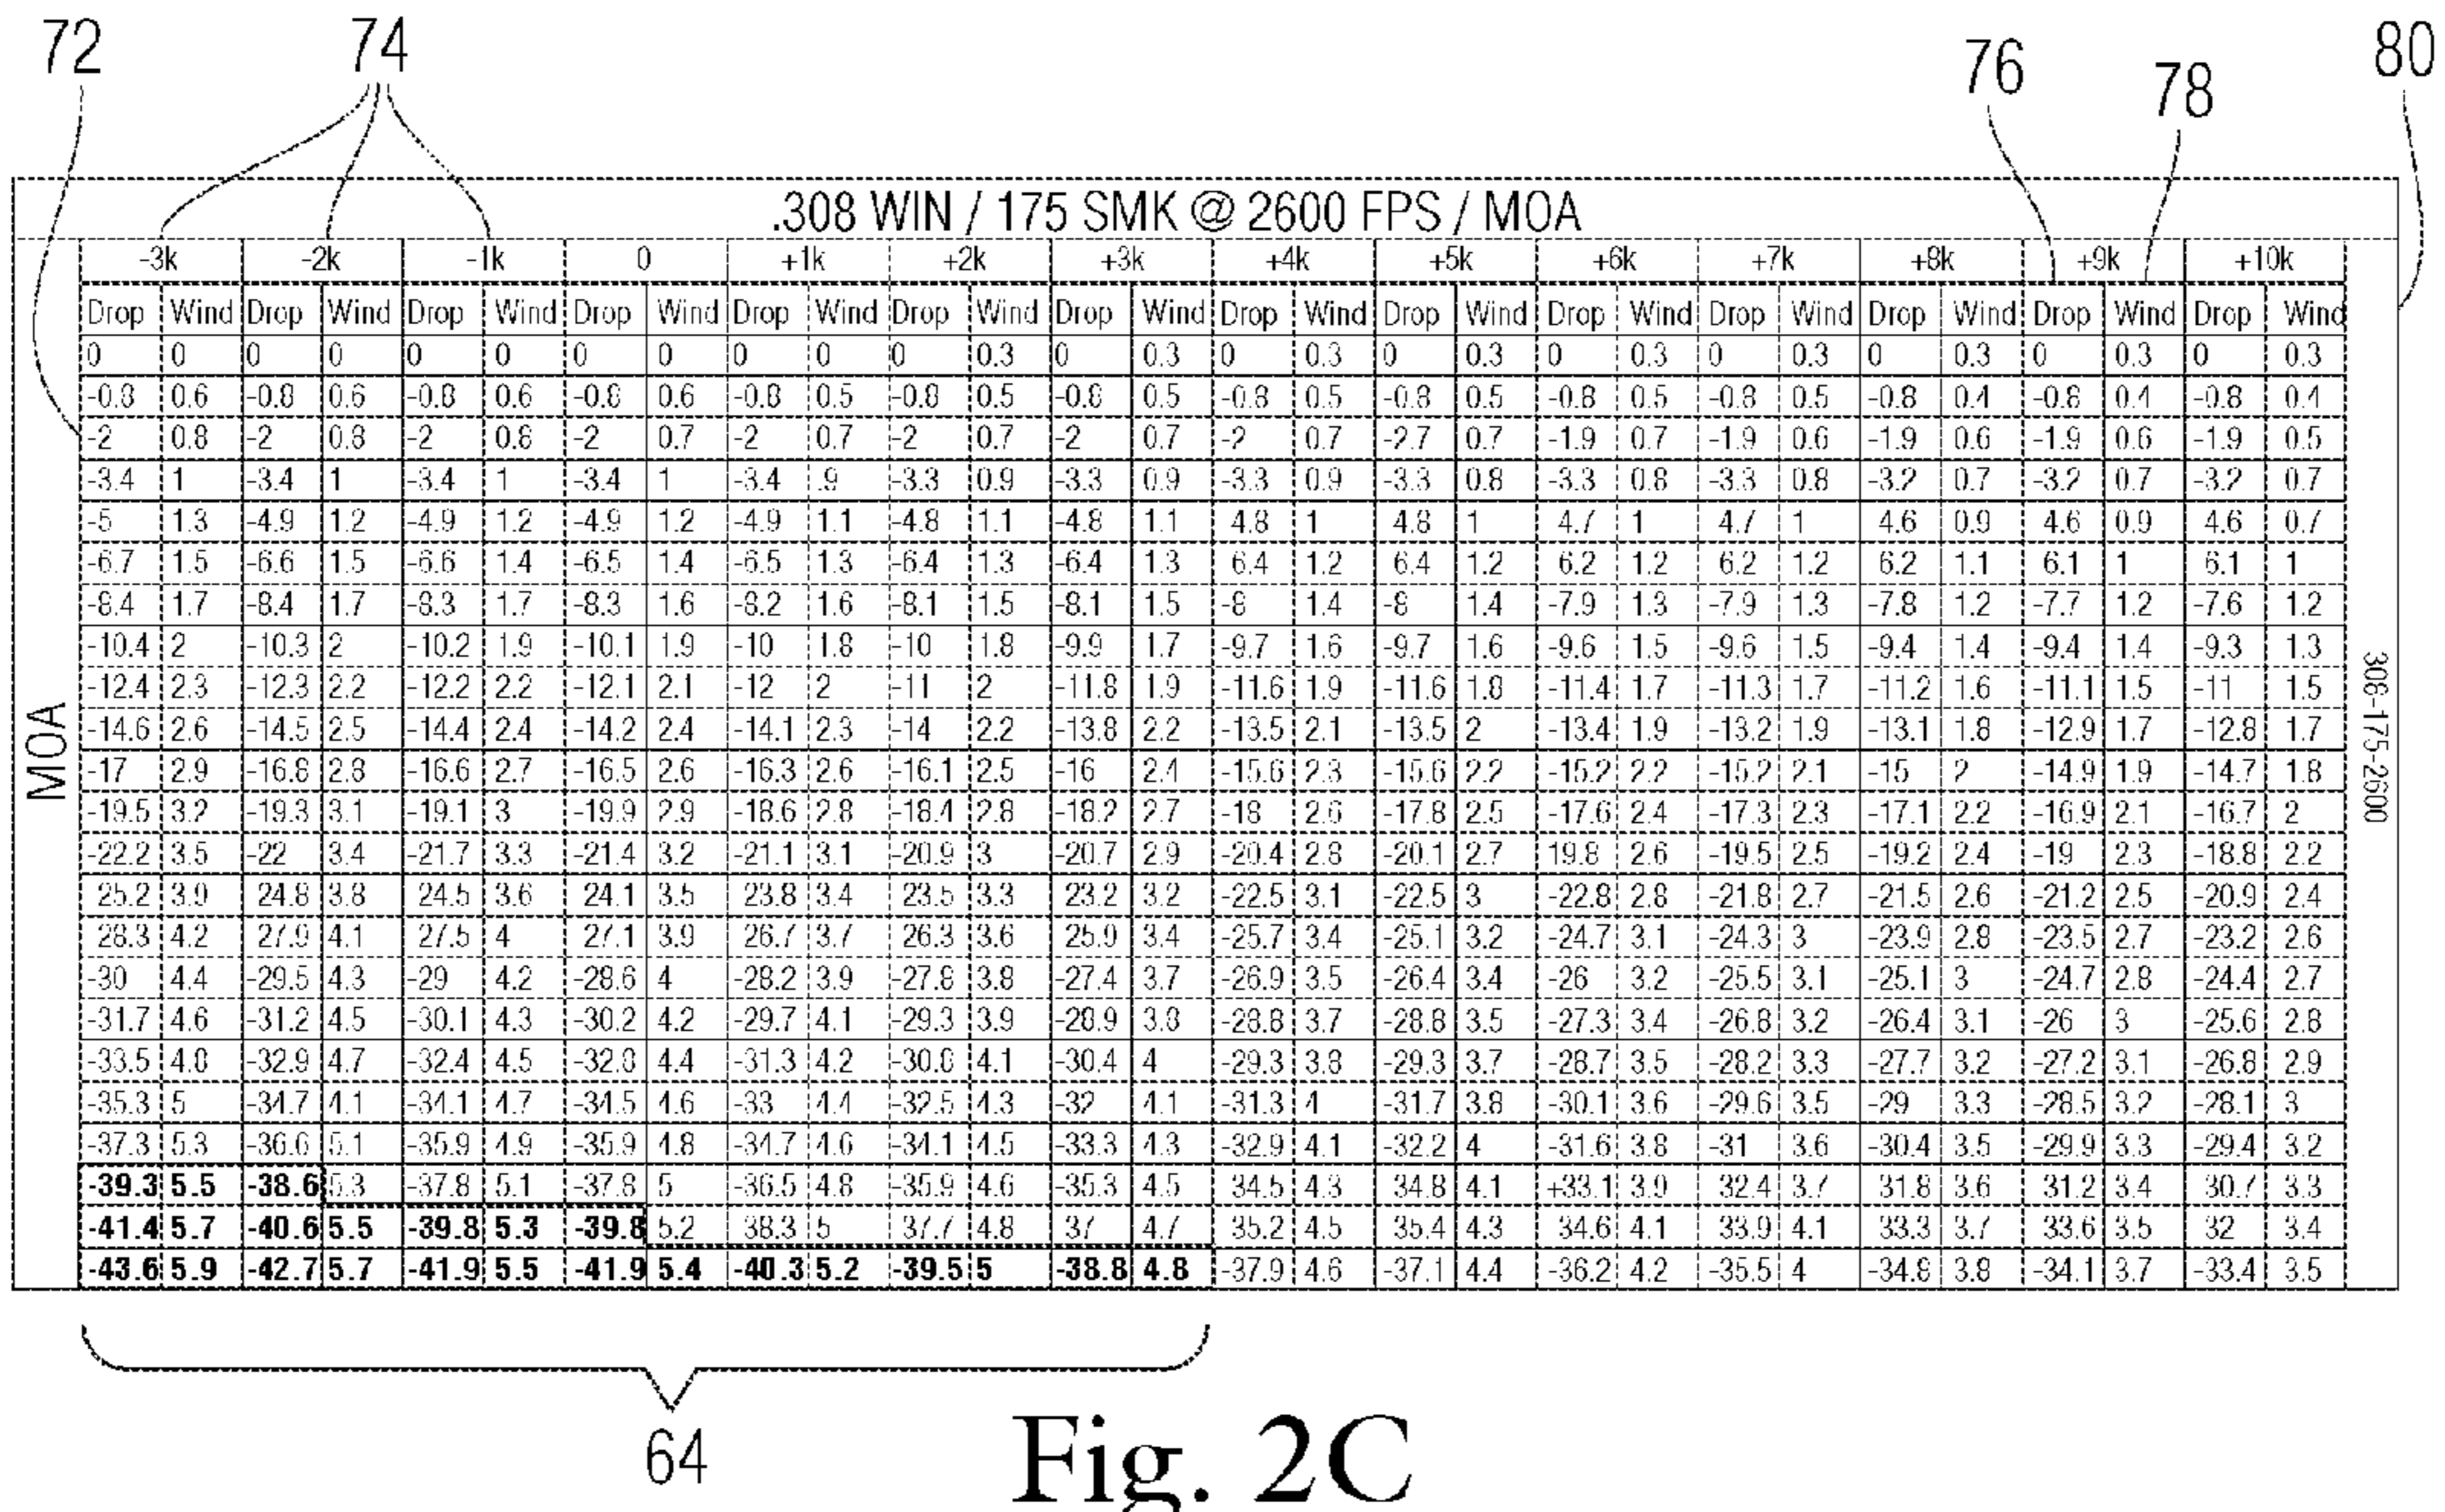 72 74 76 78 80
.308 WIN / 175 SMK @ 2600 FPS / MOA
-3k -2k -1k 0 +1k +2k +3k +4k +5k +6k +7k +8k +9k +10k
Drop Wind Drop Wind Drop Wind Drop Wind Drop Wind Drop Wind Drop Wind Drop Wind Drop Wind Drop Wind Drop Wind Drop Wind Drop Wind Drop Wind
0 0 0 0 0 0 0 0 0 0 0 0.3 0 0.3 0 0.3 0 0.3 0 0.3 0 0.3 0 0.3 0 0.3 0 0.3
-0.8 0.6 -0.8 0.6 -0.8 0.6 -0.8 0.6 -0.8 0.5 -0.8 0.5 -0.8 0.5 -0.8 0.5 -0.8 0.5 -0.8 0.5 -0.8 0.5 -0.8 0.4 -0.8 0.4 -0.8 0.4
-2 0.8 -2 0.8 -2 0.8 -2 0.7 -2 0.7 -2 0.7 -2 0.7 -2 0.7 -2.7 0.7 -1.9 0.7 -1.9 0.6 -1.9 0.6 -1.9 0.6 -1.9 0.5
-3.4 1 -3.4 1 -3.4 1 -3.4 1 -3.4 .9 -3.3 0.9 -3.3 0.9 -3.3 0.9 -3.3 0.8 -3.3 0.8 -3.3 0.8 -3.2 0.7 -3.2 0.7 -3.2 0.7
-5 1.3 -4.9 1.2 -4.9 1.2 -4.9 1.2 -4.9 1.1 -4.8 1.1 -4.8 1.1 4.8 1 4.8 1 4.7 1 4.7 1 4.6 0.9 4.6 0.9 4.6 0.7
-6.7 1.5 -6.6 1.5 -6.6 1.4 -6.5 1.4 -6.5 1.3 -6.4 1.3 -6.4 1.3 6.4 1.2 6.4 1.2 6.2 1.2 6.2 1.2 6.2 1.1 6.1 1 6.1 1
-8.4 1.7 -8.4 1.7 -8.3 1.7 -8.3 1.6 -8.2 1.6 -8.1 1.5 -8.1 1.5 -8 1.4 -8 1.4 -7.9 1.3 -7.9 1.3 -7.8 1.2 -7.7 1.2 -7.6 1.2
-10.4 2 -10.3 2 -10.2 1.9 -10.1 1.9 -10 1.8 -10 1.8 -9.9 1.7 -9.7 1.6 -9.7 1.6 -9.6 1.5 -9.6 1.5 -9.4 1.4 -9.4 1.4 -9.3 1.3
-12.4 2.3 -12.3 2.2 -12.2 2.2 -12.1 2.1 -12 2 -11 2 -11.8 1.9 -11.6 1.9 -11.6 1.8 -11.4 1.7 -11.3 1.7 -11.2 1.6 -11.1 1.5 -11 1.5
-14.6 2.6 -14.5 2.5 -14.4 2.4 -14.2 2.4 -14.1 2.3 -14 2.2 -13.8 2.2 -13.5 2.1 -13.5 2 -13.4 1.9 -13.2 1.9 -13.1 1.8 -12.9 1.7 -12.8 1.7
-17 2.9 -16.8 2.8 -16.6 2.7 -16.5 2.6 -16.3 2.6 -16.1 2.5 -16 2.4 -15.6 2.3 -15.6 2.2 -15.2 2.2 -15.2 2.1 -15 2 -14.9 1.9 -14.7 1.8
-19.5 3.2 -19.3 3.1 -19.1 3 -19.9 2.9 -18.6 2.8 -18.4 2.8 -18.2 2.7 -18 2.6 -17.8 2.5 -17.6 2.4 -17.3 2.3 -17.1 2.2 -16.9 2.1 -16.7 2
-22.2 3.5 -22 3.4 -21.7 3.3 -21.4 3.2 -21.1 3.1 -20.9 3 -20.7 2.9 -20.4 2.8 -20.1 2.7 19.8 2.6 -19.5 2.5 -19.2 2.4 -19 2.3 -18.8 2.2
25.2 3.9 24.8 3.8 24.5 3.6 24.1 3.5 23.8 3.4 23.5 3.3 23.2 3.2 -22.5 3.1 -22.5 3 -22.8 2.8 -21.8 2.7 -21.5 2.6 -21.2 2.5 -20.9 2.4
28.3 4.2 27.9 4.1 27.5 4 27.1 3.9 26.7 3.7 26.3 3.6 25.9 3.4 -25.7 3.4 -25.1 3.2 -24.7 3.1 -24.3 3 -23.9 2.8 -23.5 2.7 -23.2 2.6
-30 4.4 -29.5 4.3 -29 4.2 -28.6 4 -28.2 3.9 -27.8 3.8 -27.4 3.7 -26.9 3.5 -26.4 3.4 -26 3.2 -25.5 3.1 -25.1 3 -24.7 2.8 -24.4 2.7
-31.7 4.6 -31.2 4.5 -30.1 4.3 -30.2 4.2 -29.7 4.1 -29.3 3.9 -28.9 3.8 -28.8 3.7 -28.8 3.5 -27.3 3.4 -26.8 3.2 -26.4 3.1 -26 3 -25.6 2.8
-33.5 4.8 -32.9 4.7 -32.4 4.5 -32.8 4.4 -31.3 4.2 -30.8 4.1 -30.4 4 -29.3 3.8 -29.3 3.7 -28.7 3.5 -28.2 3.3 -27.7 3.2 -27.2 3.1 -26.8 2.9
-35.3 5 -34.7 4.1 -34.1 4.7 -34.5 4.6 -33 4.4 -32.5 4.3 -32 4.1 -31.3 4 -31.7 3.8 -30.1 3.6 -29.6 3.5 -29 3.3 -28.5 3.2 -28.1 3
-37.3 5.3 -36.6 5.1 -35.9 4.9 -35.9 4.8 -34.7 4.6 -34.1 4.5 -33.3 4.3 -32.9 4.1 -32.2 4 -31.6 3.8 -31 3.6 -30.4 3.5 -29.9 3.3 -29.4 3.2
-39.3 5.5 -38.6 5.3 -37.8 5.1 -37.8 5 -36.5 4.8 -35.9 4.6 -35.3 4.5 34.5 4.3 34.8 4.1 +33.1 3.9 32.4 3.7 31.8 3.6 31.2 3.4 30.7 3.3
-41.4 5.7 -40.6 5.5 -39.8 5.3 -39.8 5.2 38.3 5 37.7 4.8 37 4.7 35.2 4.5 35.4 4.3 34.6 4.1 33.9 4.1 33.3 3.7 33.6 3.5 32 3.4
-43.6 5.9 -42.7 5.7 -41.9 5.5 -41.9 5.4 -40.3 5.2 -39.5 5 -38.8 4.8 -37.9 4.6 -37.1 4.4 -36.2 4.2 -35.5 4 -34.8 3.8 -34.1 3.7 -33.4 3.5
MOA
308-175-2600
64
Fig. 2C